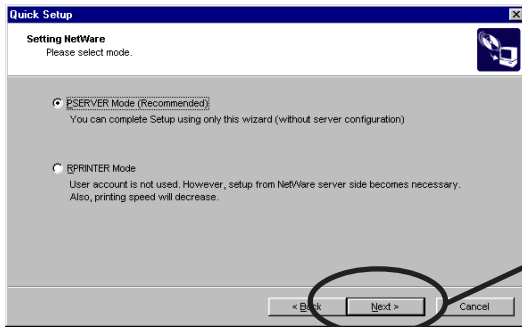 Quick Setup
Setting NetWare
Please select mode.
PSERVER Mode (Recommended)
You can complete Setup using only this wizard (without server configuration)
RPRINTER Mode
User account is not used. However, setup from NetWare server side becomes necessary.
Also, printing speed will decrease.
< Back
Next >
Cancel